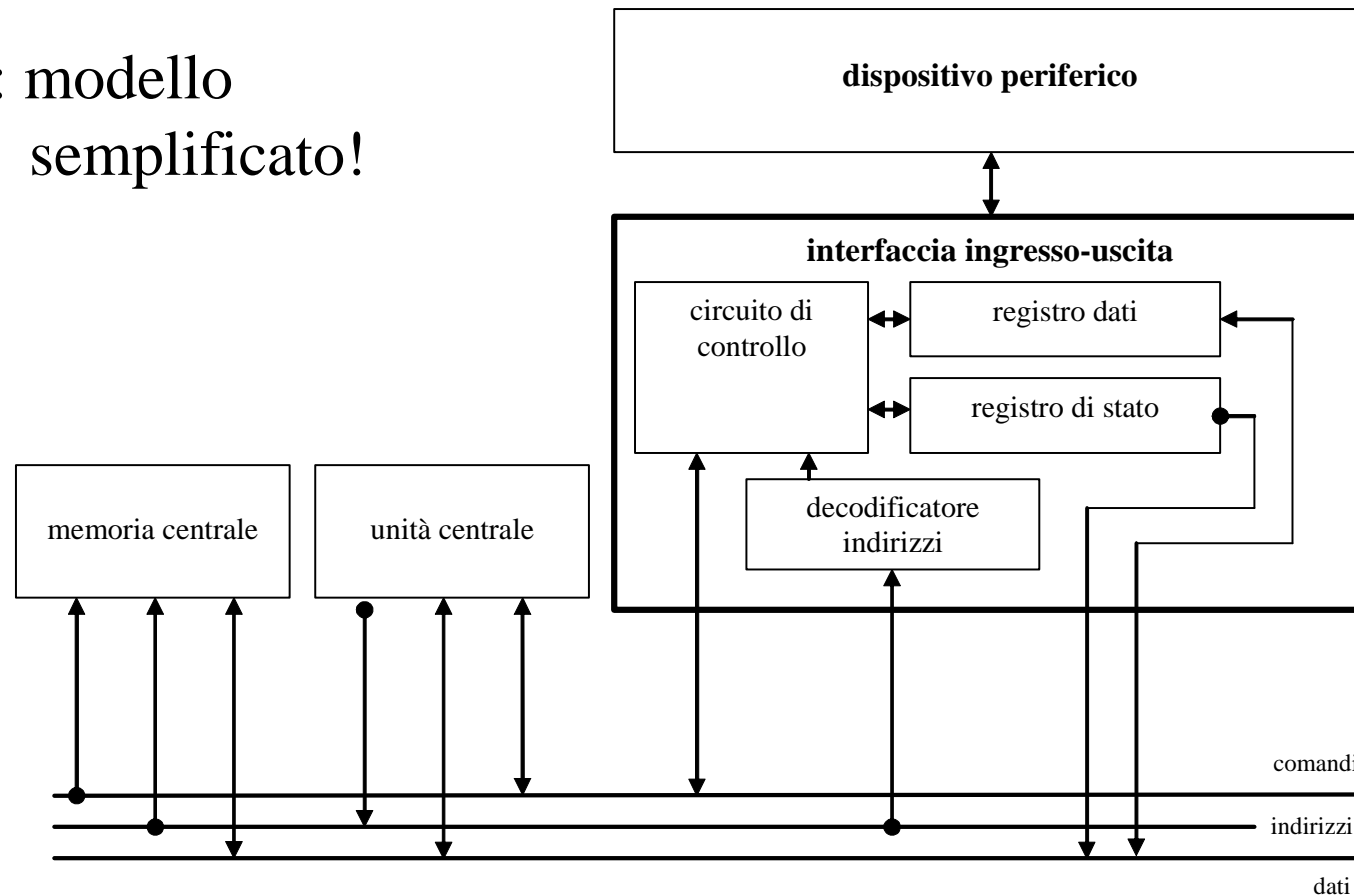 : modello
semplificato!
dispositivo periferico
interfaccia ingresso-uscita
circuito di
controllo
registro dati
registro di stato
decodificatore
indirizzi
memoria centrale
unità centrale
comandi
indirizzi
dati